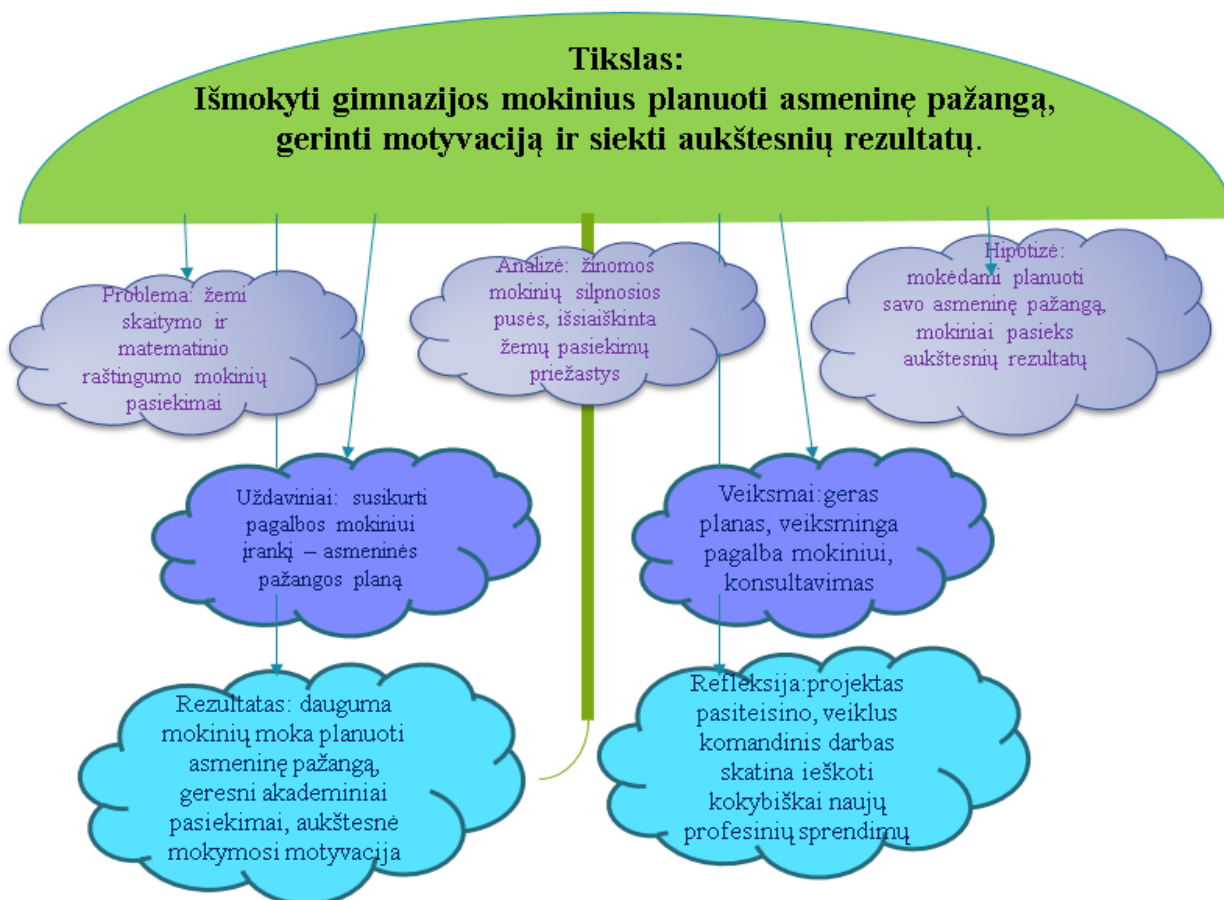 Tikslas:
Išmokyti gimnazijos mokinius planuoti asmeninę pažangą,
gerinti motyvaciją ir siekti aukštesnių rezultatų.
Problema: žemi
skaitymo ir
matematinio
raštingumo mokinių
pasiekimai
Analizė: žinomos
mokinių silpnosios
pusės, išsiaiškinta
žemų pasiekimų
priežastys
Hipotizė:
mokėdami planuoti
savo asmeninę pažangą,
mokiniai pasieks
aukštesnių rezultatų
Uždaviniai: susikurti
pagalbos mokiniui
įrankį – asmeninės
pažangos planą
Veiksmai:geras
planas, veiksminga
pagalba mokiniui,
konsultavimas
Rezultatas: dauguma
mokinių moka planuoti
asmeninę pažangą,
geresni akademiniai
pasiekimai, aukštesnė
mokymosi motyvacija
Refleksija:projektas
pasiteisino, veiklus
komandinis darbas
skatina ieškoti
kokybiškai naujų
profesinių sprendimų